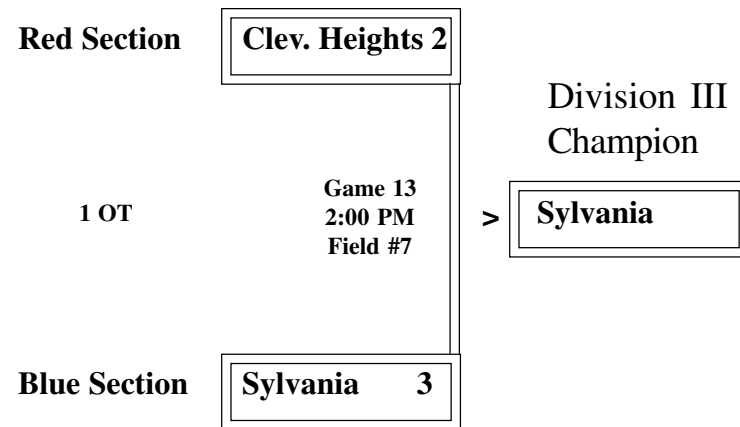 Red Section
Clev. Heights 2
Division III
Champion
1 OT
Game 13
2:00 PM
Field #7
>
Sylvania
Blue Section
Sylvania 3